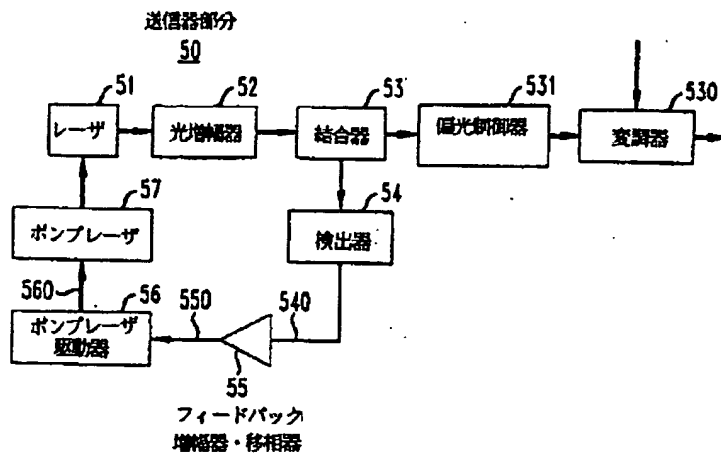 送信器部分
50
51
52
53
531
530
レーザ
光増幅器
結合器
偏光制御器
変調器
57
54
ポンプレーザ
検出器
560
56
550
540
ポンプレーザ
駆動器
55
フィードバック
増幅器・移相器